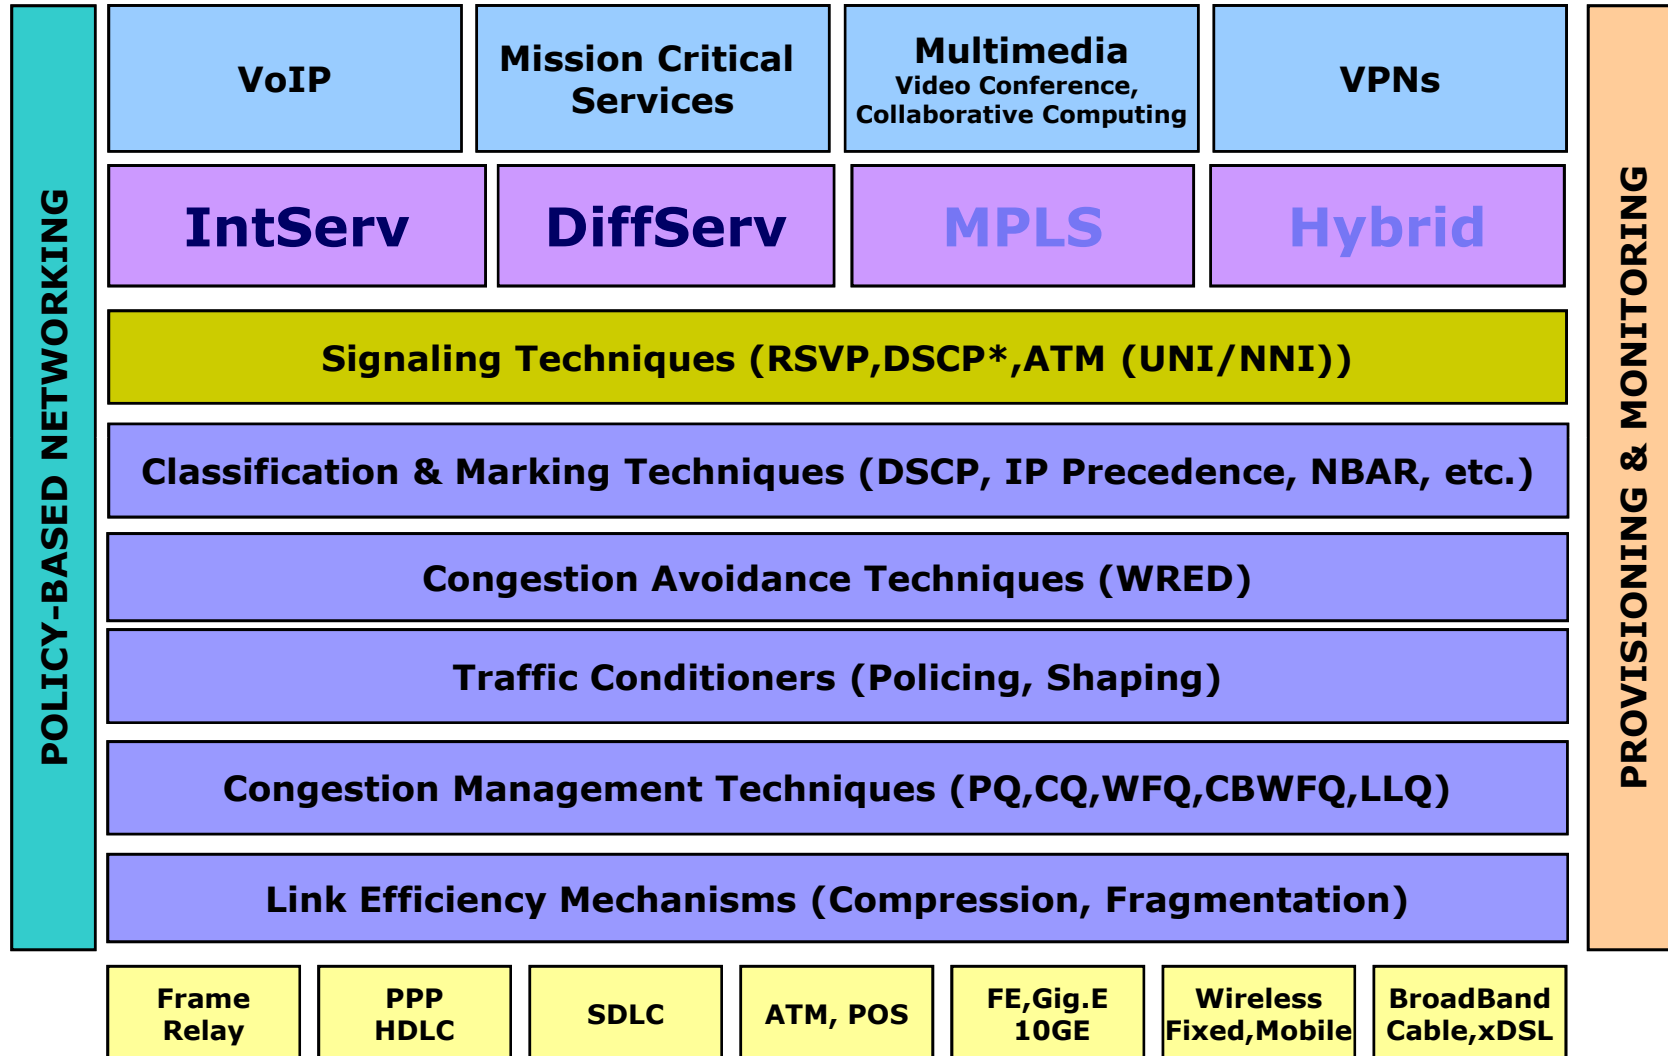 POLICY-BASED NETWORKING
VoIP
Mission Critical
Services
Multimedia
Video Conference,
Collaborative Computing
VPNs
IntServ
DiffServ
MPLS
Hybrid
Signaling Techniques (RSVP,DSCP*,ATM (UNI/NNI))
Classification & Marking Techniques (DSCP, IP Precedence, NBAR, etc.)
Congestion Avoidance Techniques (WRED)
Traffic Conditioners (Policing, Shaping)
Congestion Management Techniques (PQ,CQ,WFQ,CBWFQ,LLQ)
Link Efficiency Mechanisms (Compression, Fragmentation)
Frame
Relay
PPP
HDLC
SDLC
ATM, POS
FE,Gig.E
10GE
Wireless
Fixed,Mobile
BroadBand
Cable,xDSL
PROVISIONING & MONITORING